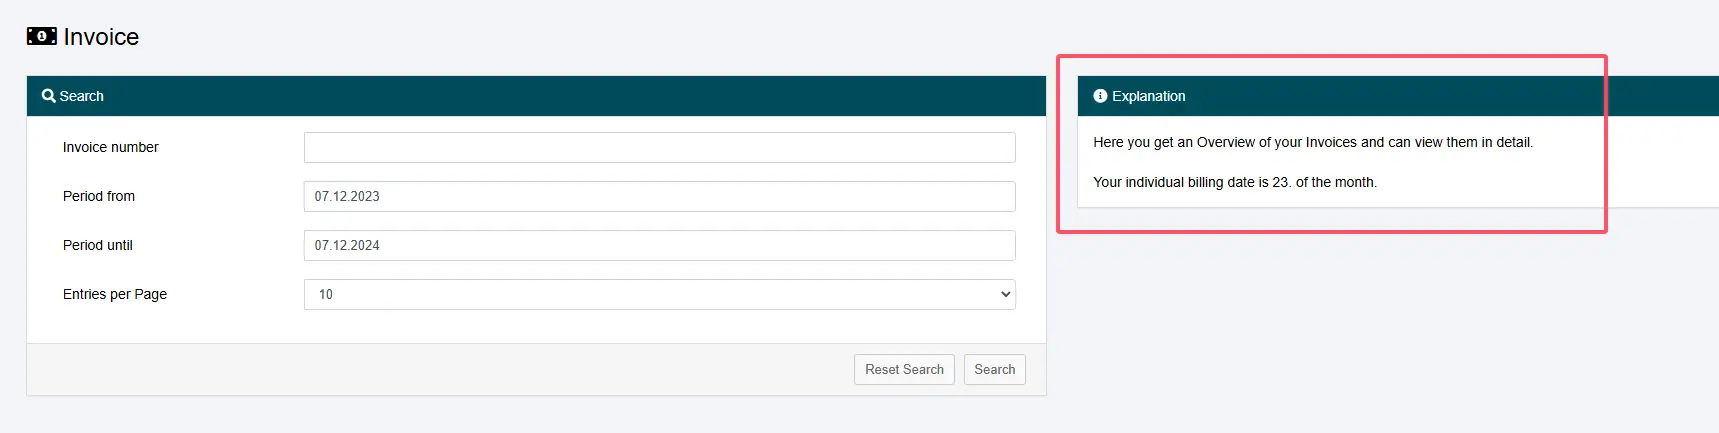 Invoice
Search
Invoice number
Period from
07.12.2023
Period until
07.12.2024
Entries per Page
10
Reset Search
Search
Explanation
Here you get an Overview of your Invoices and can view them in detail.
Your individual billing date is 23. of the month.